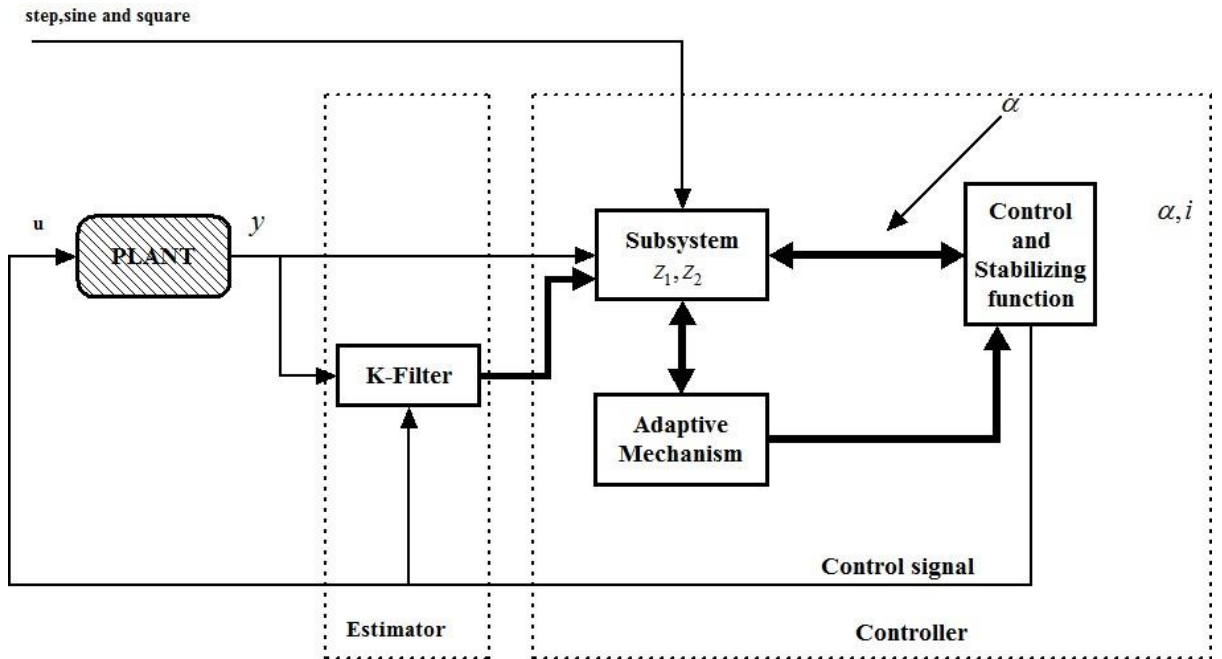 step,sine and square
α
u
PLANT
y
Subsystem
z₁,z₂
Control
and
Stabilizing
function
α,i
K-Filter
Adaptive
Mechanism
Control signal
Estimator
Controller